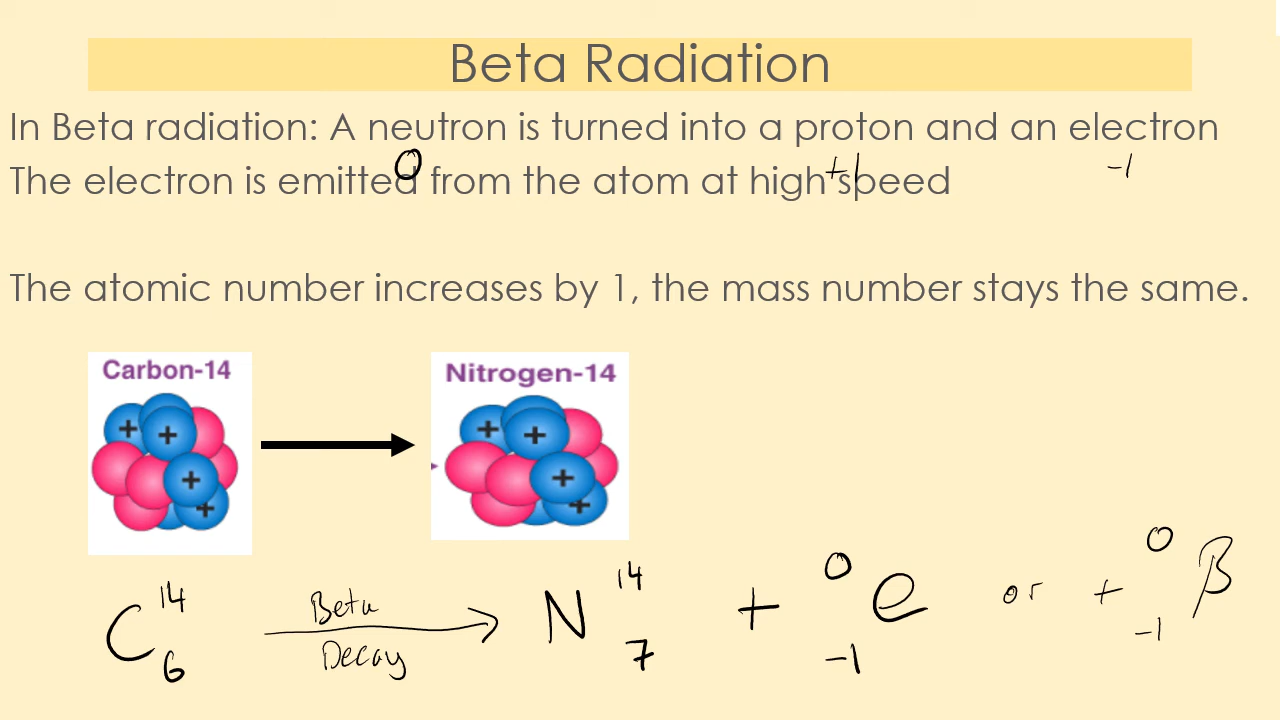 Beta Radiation
In Beta radiation: A neutron is turned into a proton and an electron
0 +1 -1
The electron is emitted from the atom at high speed
The atomic number increases by 1, the mass number stays the same.
Carbon-14 Nitrogen-14
+ + + + + + + +
C 14 6 Beta Decay N 14 7 + 0 -1 e or + 0 -1 β